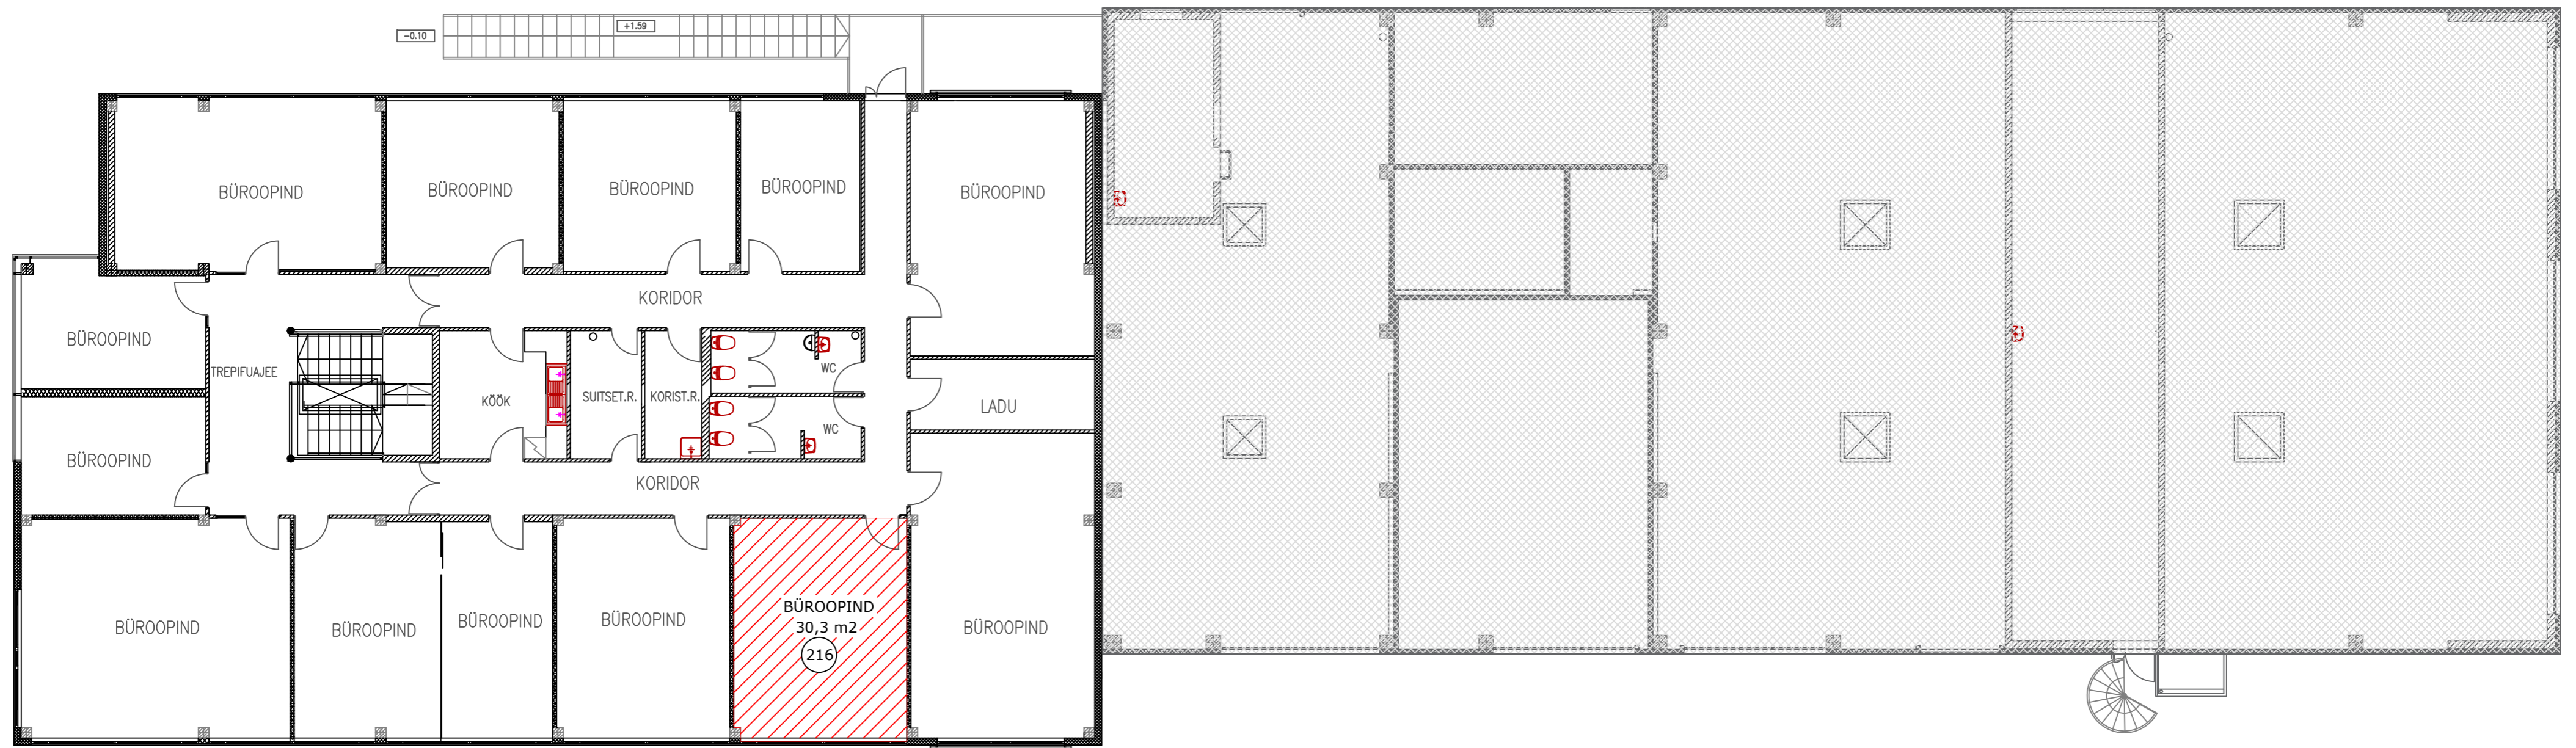 +1.59
-0.10
BÜROOPIND
BÜROOPIND
BÜROOPIND
BÜROOPIND
BÜROOPIND
KORIDOR
BÜROOPIND
TREPIFUAJEE
KÖÖK
SUITSET.R.
KORIST.R.
WC
WC
LADU
BÜROOPIND
KORIDOR
BÜROOPIND
BÜROOPIND
BÜROOPIND
BÜROOPIND
BÜROOPIND
30,3 m2
216
BÜROOPIND